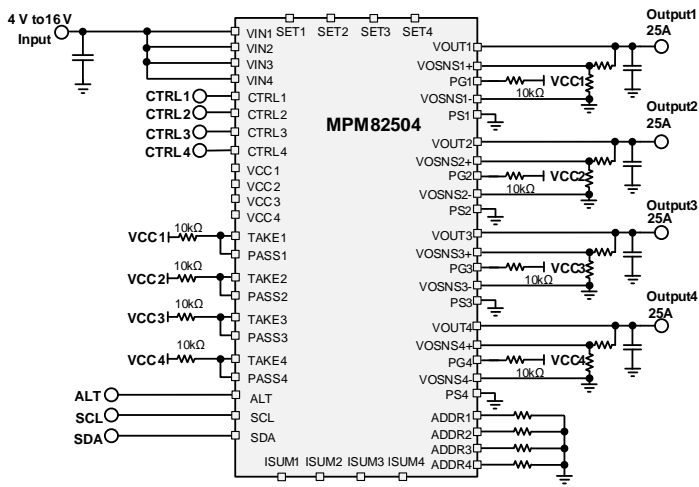 4 V to16V
Input
Output1
25A
SET1 SET2 SET3 SET4
VIN1
VIN2
VIN3
VIN4
CTRL1
CTRL2
CTRL3
CTRL4
CTRL1
CTRL2
CTRL3
CTRL4
MPM82504
VCC1
VCC2
VCC3
VCC4
VCC1
10kΩ
TAKE1
PASS1
VCC2
10kΩ
TAKE2
PASS2
VCC3
10kΩ
TAKE3
PASS3
VCC4
10kΩ
TAKE4
PASS4
ALT
ALT
SCL
SCL
SDA
SDA
ISUM1 ISUM2 ISUM3 ISUM4
VOUT1
VOSNS1+
PG1
VCC1
10kΩ
VOSNS1-
PS1
Output2
25A
VOUT2
VOSNS2+
PG2
VCC2
10kΩ
VOSNS2-
PS2
Output3
25A
VOUT3
VOSNS3+
PG3
VCC3
10kΩ
VOSNS3-
PS3
Output4
25A
VOUT4
VOSNS4+
PG4
VCC4
10kΩ
VOSNS4-
PS4
ADDR1
ADDR2
ADDR3
ADDR4